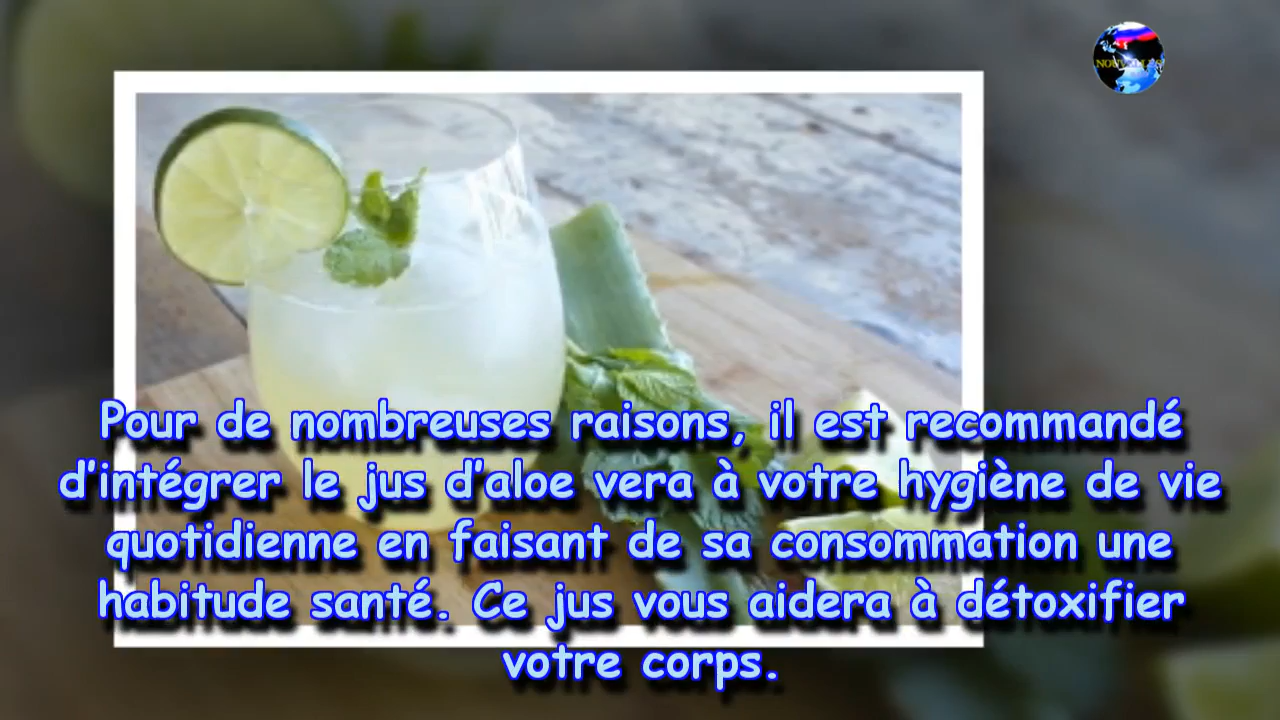 NOUVELLES
Pour de nombreuses raisons, il est recommandé
d'intégrer le jus d'aloe vera à votre hygiène de vie
quotidienne en faisant de sa consommation une
habitude santé. Ce jus vous aidera à détoxifier
votre corps.